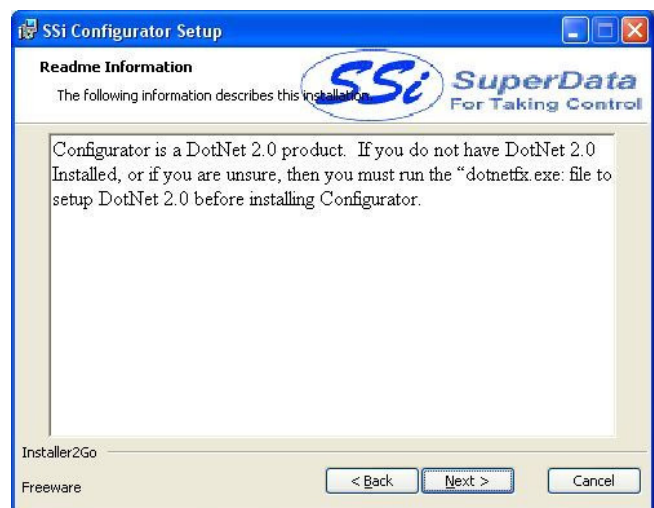 SSi Configurator Setup
Readme Information
The following information describes this installation.
SSi
SuperData
For Taking Control
Configurator is a DotNet 2.0 product.  If you do not have DotNet 2.0
Installed, or if you are unsure, then you must run the “dotnetfx.exe: file to
setup DotNet 2.0 before installing Configurator.
Installer2Go
Freeware
< Back
Next >
Cancel